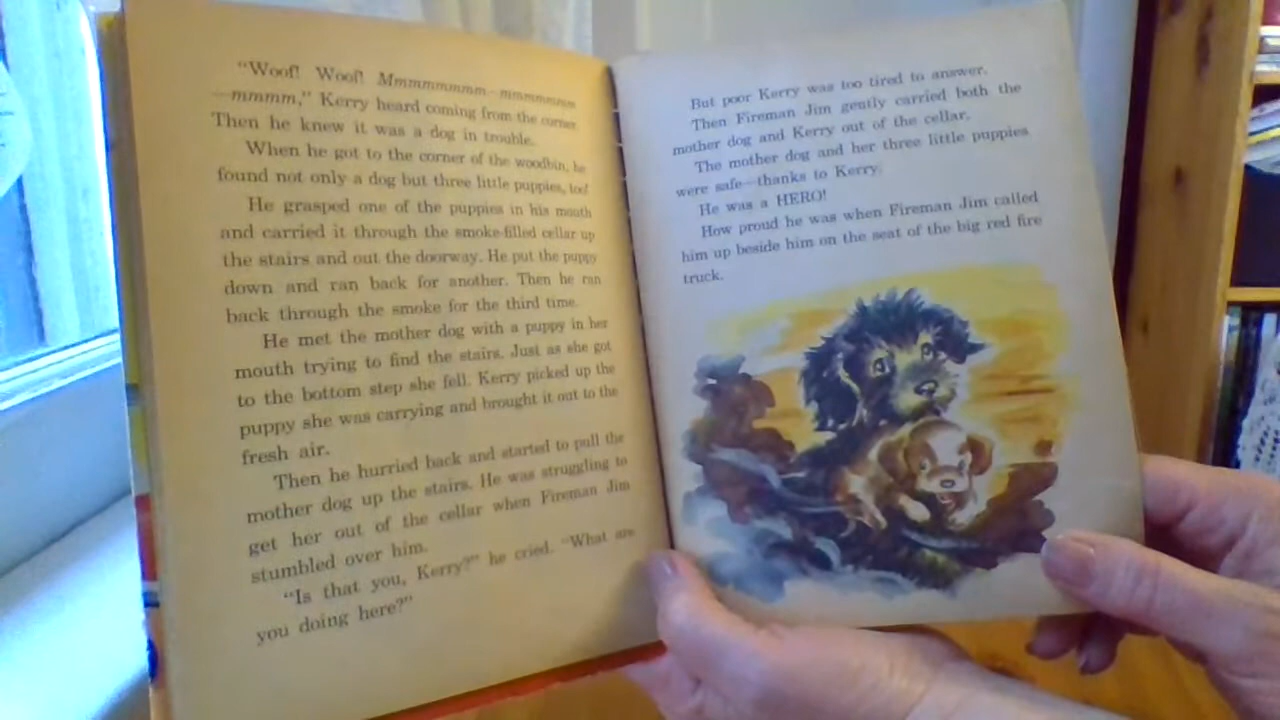 "Woof! Woof! Mmmmmmmm—mmmmmmm
—mmmm," Kerry heard coming from the corner.
Then he knew it was a dog in trouble.
When he got to the corner of the woodbin, he
found not only a dog but three little puppies, too!
He grasped one of the puppies in his mouth
and carried it through the smoke-filled cellar up
the stairs and out the doorway. He put the puppy
down and ran back for another. Then he ran
back through the smoke for the third time.
He met the mother dog with a puppy in her
mouth trying to find the stairs. Just as she got
to the bottom step she fell. Kerry picked up the
puppy she was carrying and brought it out to the
fresh air.
Then he hurried back and started to pull the
mother dog up the stairs. He was struggling to
get her out of the cellar when Fireman Jim
stumbled over him.
"Is that you, Kerry?" he cried. "What are
you doing here?"
But poor Kerry was too tired to answer.
Then Fireman Jim gently carried both the
mother dog and Kerry out of the cellar.
The mother dog and her three little puppies
were safe—thanks to Kerry.
He was a HERO!
How proud he was when Fireman Jim called
him up beside him on the seat of the big red fire
truck.